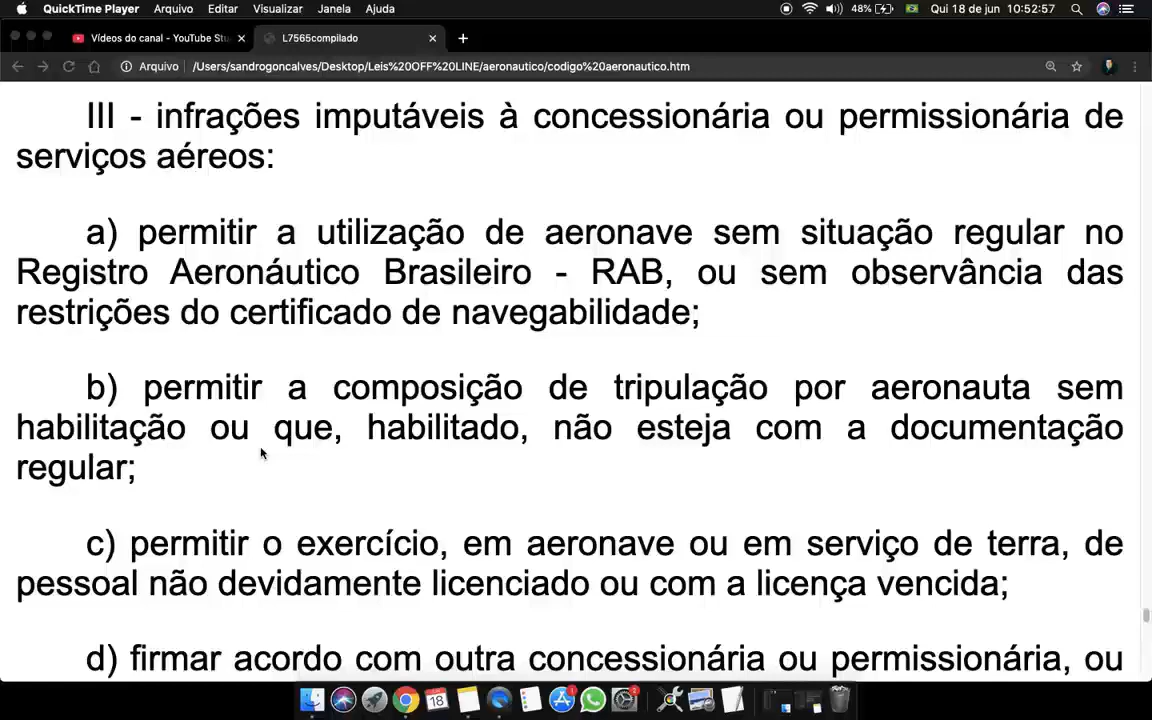 QuickTime Player Arquivo Editar Visualizar Janela Ajuda 48% Qui 18 de jun 10:52:57
Vídeos do canal - YouTube Stu L7565compilado
Arquivo /Users/sandrogoncalves/Desktop/Leis%20OFF%20LINE/aeronautico/codigo%20aeronautico.htm
III - infrações imputáveis à concessionária ou permissionária de
serviços aéreos:
a) permitir a utilização de aeronave sem situação regular no
Registro Aeronáutico Brasileiro - RAB, ou sem observância das
restrições do certificado de navegabilidade;
b) permitir a composição de tripulação por aeronauta sem
habilitação ou que, habilitado, não esteja com a documentação
regular;
c) permitir o exercício, em aeronave ou em serviço de terra, de
pessoal não devidamente licenciado ou com a licença vencida;
d) firmar acordo com outra concessionária ou permissionária, ou
18